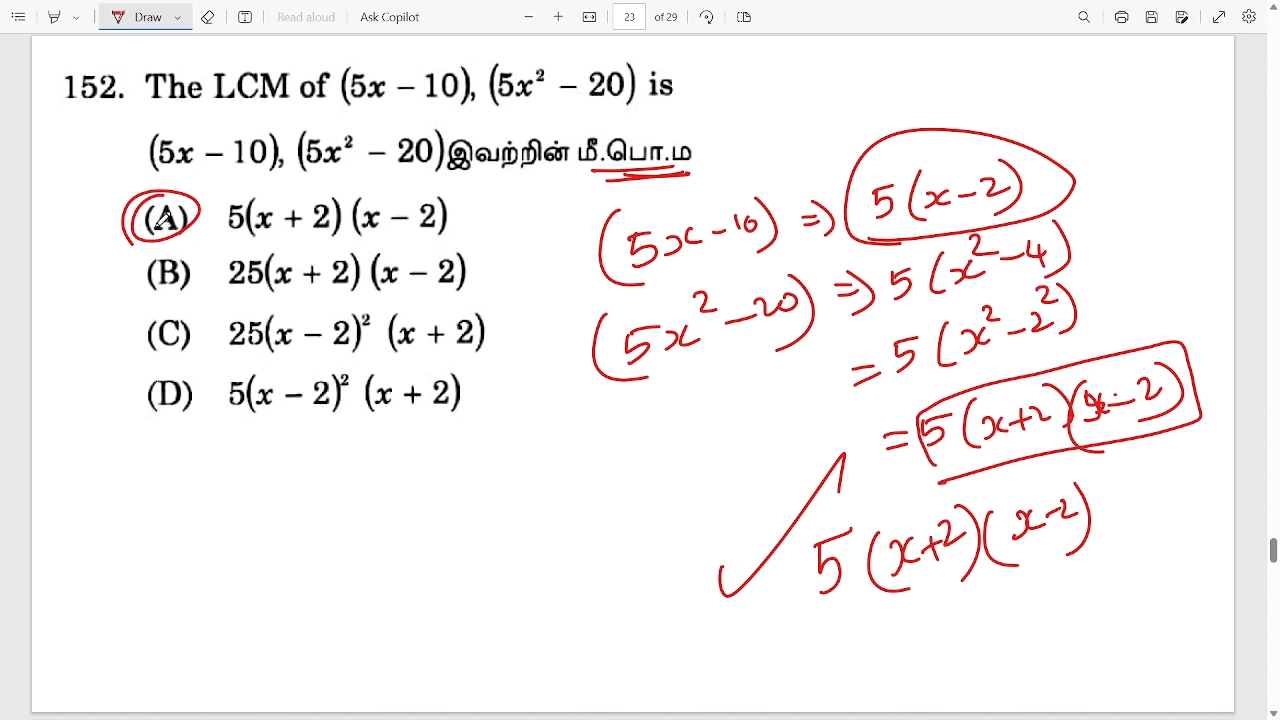 Draw Read aloud Ask Copilot 23 of 29
152. The LCM of (5x – 10), (5x² – 20) is
(5x – 10), (5x² – 20) இவற்றின் மீ.பொ.ம
(A) 5(x + 2) (x – 2)
(B) 25(x + 2) (x – 2)
(C) 25(x – 2)² (x + 2)
(D) 5(x – 2)² (x + 2)
(5x – 10) ⇒ 5(x – 2)
(5x² – 20) ⇒ 5(x² – 4)
= 5(x² – 2²)
= 5(x+2)(x – 2)
5(x+2)(x–2)